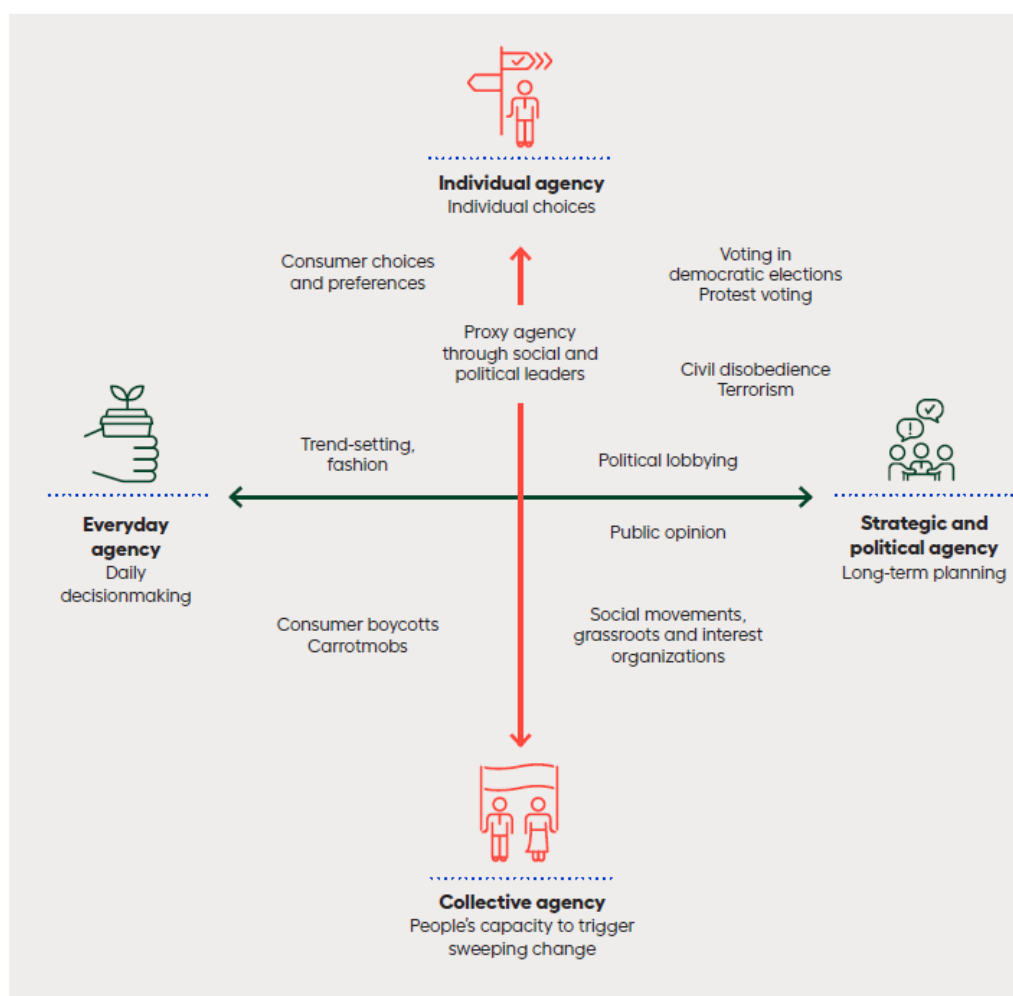 Individual agency
Individual choices
Consumer choices
and preferences
Voting in
democratic elections
Protest voting
Proxy agency
through social and
political leaders
Civil disobedience
Terrorism
Trend-setting,
fashion
Political lobbying
Everyday
agency
Daily
decisionmaking
Strategic and
political agency
Long-term planning
Public opinion
Consumer boycotts
Carrotmobs
Social movements,
grassroots and interest
organizations
Collective agency
People's capacity to trigger
sweeping change